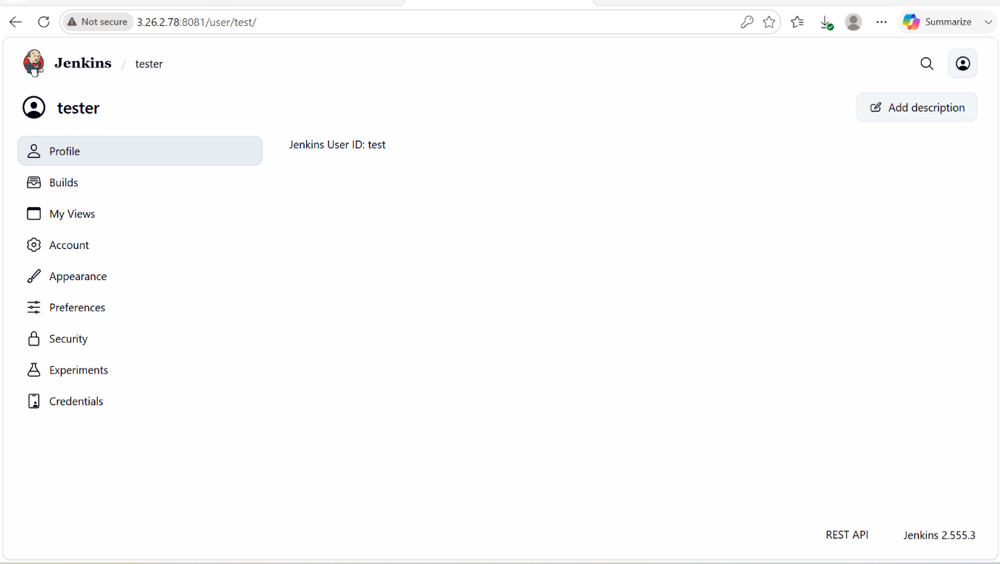 Not secure 3.26.2.78:8081/user/test/ Summarize
Jenkins / tester
tester Add description
Profile Jenkins User ID: test
Builds
My Views
Account
Appearance
Preferences
Security
Experiments
Credentials
REST API Jenkins 2.555.3